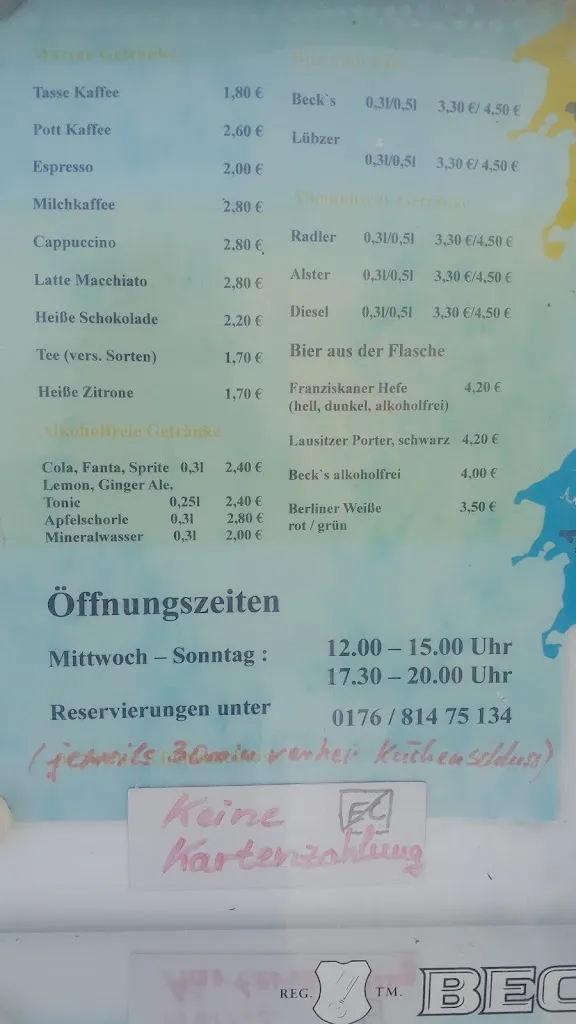 Warme Getränke
Tasse Kaffee 1,80 €
Pott Kaffee 2,60 €
Espresso 2,00 €
Milchkaffee 2,80 €
Cappuccino 2,80 €
Latte Macchiato 2,80 €
Heiße Schokolade 2,20 €
Tee (vers. Sorten) 1,70 €
Heiße Zitrone 1,70 €
Alkoholfreie Getränke
Cola, Fanta, Sprite 0,3l 2,40 €
Lemon, Ginger Ale,
Tonic 0,25l 2,40 €
Apfelschorle 0,3l 2,80 €
Mineralwasser 0,3l 2,00 €
Beck`s 0,3l/0,5l 3,30 €/ 4,50 €
Lübzer
0,3l/0,5l 3,30 €/ 4,50 €
Getränke
Radler 0,3l/0,5l 3,30 €/4,50 €
Alster 0,3l/0,5l 3,30 €/4,50 €
Diesel 0,3l/0,5l 3,30 €/4,50 €
Bier aus der Flasche
Franziskaner Hefe 4,20 €
(hell, dunkel, alkoholfrei)
Lausitzer Porter, schwarz 4,20 €
Beck`s alkoholfrei 4,00 €
Berliner Weiße 3,50 €
rot / grün
Öffnungszeiten
Mittwoch – Sonntag : 12.00 – 15.00 Uhr
17.30 – 20.00 Uhr
Reservierungen unter 0176 / 814 75 134
(jeweils 30min vorher Küchenschluss)
Keine EC
Kartenzahlung
REG. TM. BEC